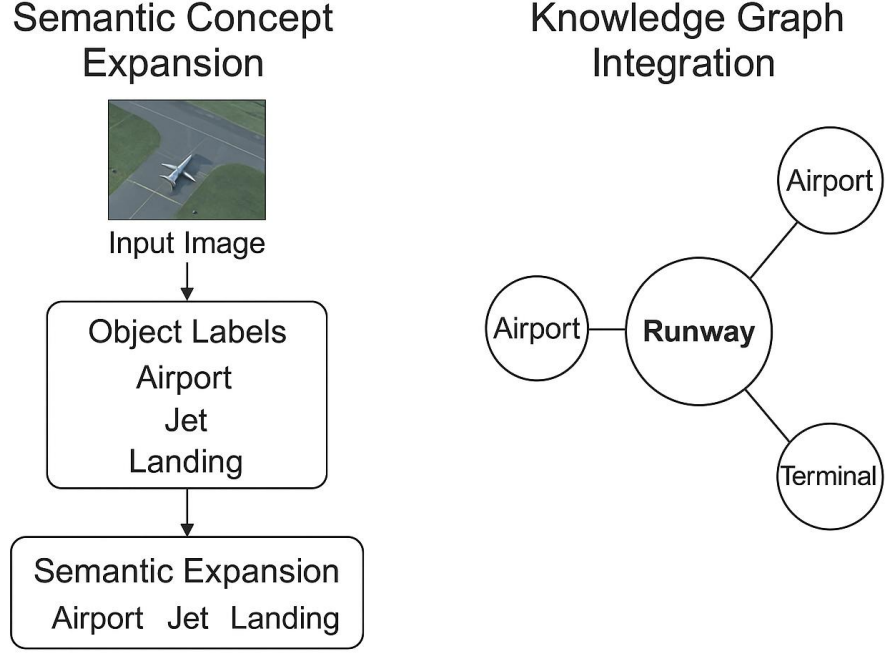 Semantic Concept
Expansion
Input Image
Object Labels
Airport
Jet
Landing
Semantic Expansion
Airport Jet Landing
Knowledge Graph
Integration
Airport
Airport
Runway
Terminal